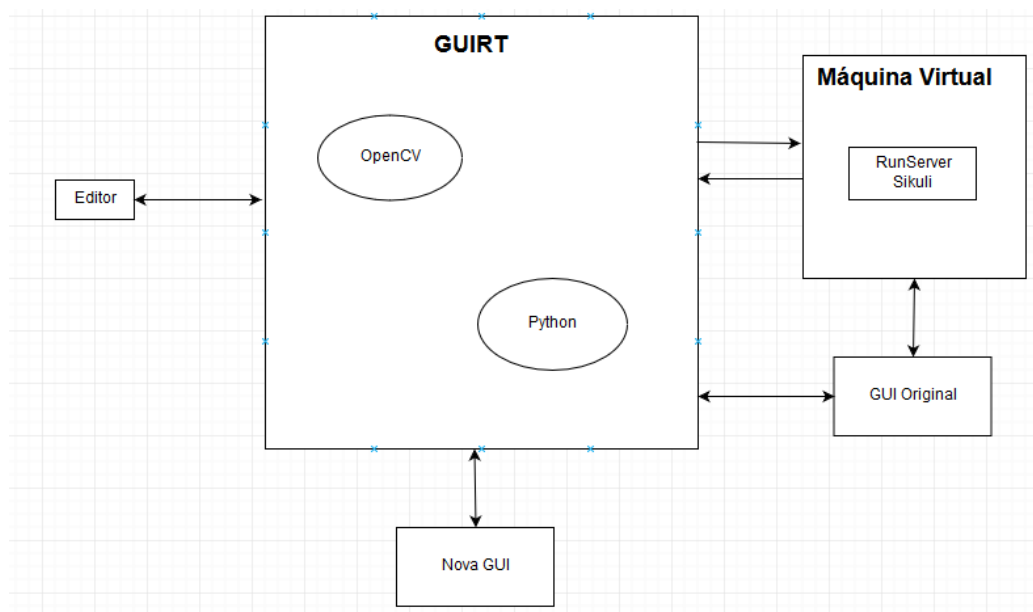 GUIRT
Máquina Virtual
OpenCV
RunServer
Sikuli
Editor
Python
GUI Original
Nova GUI